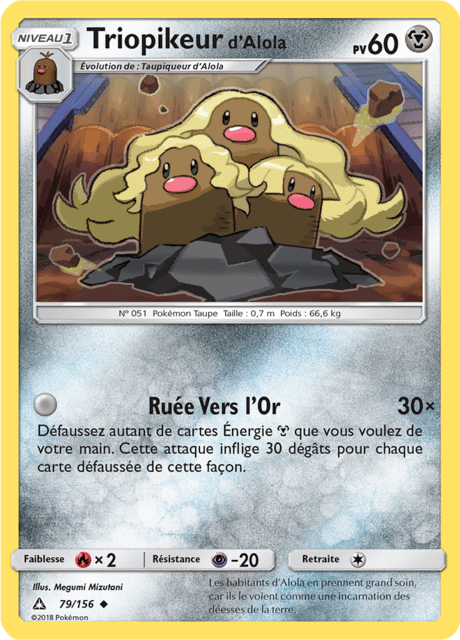 NIVEAU 1
Triopikeur d'Alola
PV 60
Évolution de : Taupiqueur d'Alola
N° 051 Pokémon Taupe Taille : 0,7 m Poids : 66,6 kg
Ruée Vers l'Or 30×
Défaussez autant de cartes Énergie que vous voulez de
votre main. Cette attaque inflige 30 dégâts pour chaque
carte défaussée de cette façon.
Faiblesse × 2 Résistance -20 Retraite
Illus. Megumi Mizutani
79/156
©2018 Pokémon
Les habitants d'Alola en prennent grand soin,
car ils le voient comme une incarnation des
déesses de la terre.